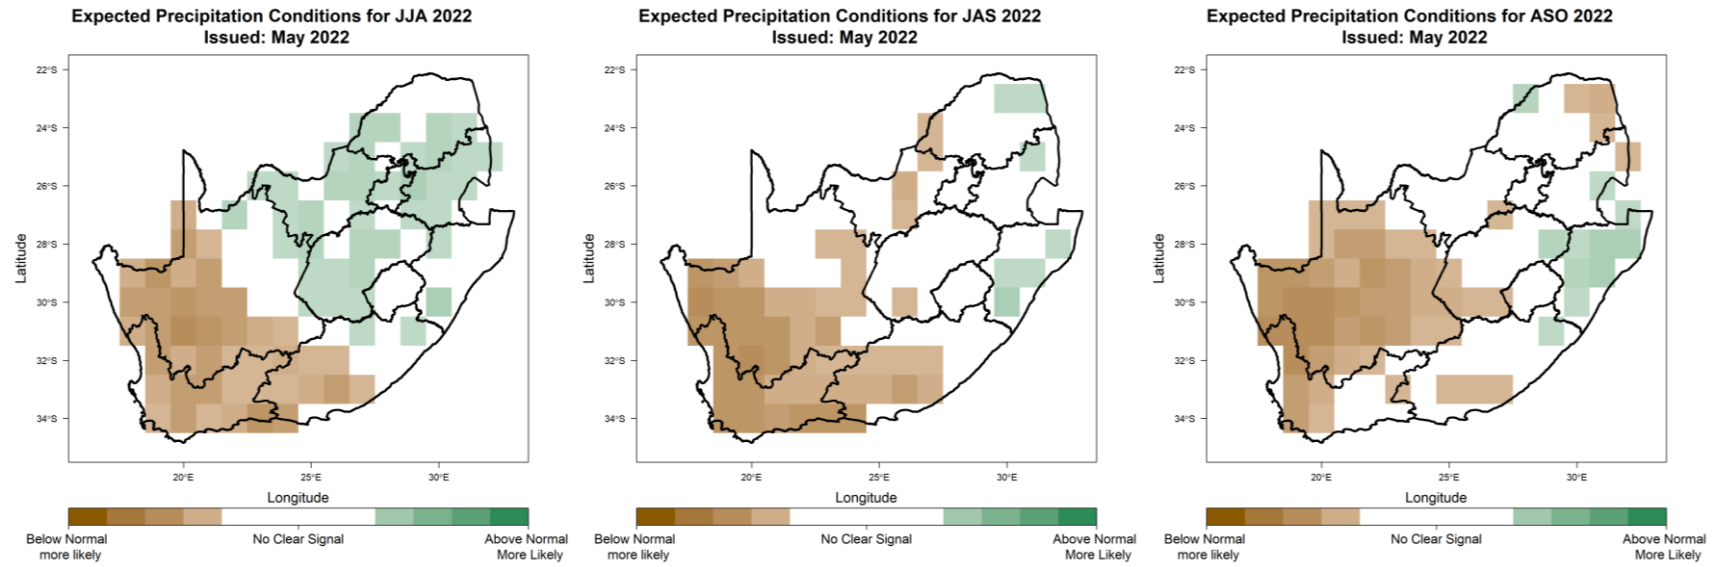 Expected Precipitation Conditions for JJA 2022
Issued: May 2022
22°S
24°S
26°S
28°S
30°S
32°S
34°S
Latitude
20°E
25°E
30°E
Longitude
Below Normal
more likely
No Clear Signal
Above Normal
More Likely
Expected Precipitation Conditions for JAS 2022
Issued: May 2022
22°S
24°S
26°S
28°S
30°S
32°S
34°S
Latitude
20°E
25°E
30°E
Longitude
Below Normal
more likely
No Clear Signal
Above Normal
More Likely
Expected Precipitation Conditions for ASO 2022
Issued: May 2022
22°S
24°S
26°S
28°S
30°S
32°S
34°S
Latitude
20°E
25°E
30°E
Longitude
Below Normal
more likely
No Clear Signal
Above Normal
More Likely